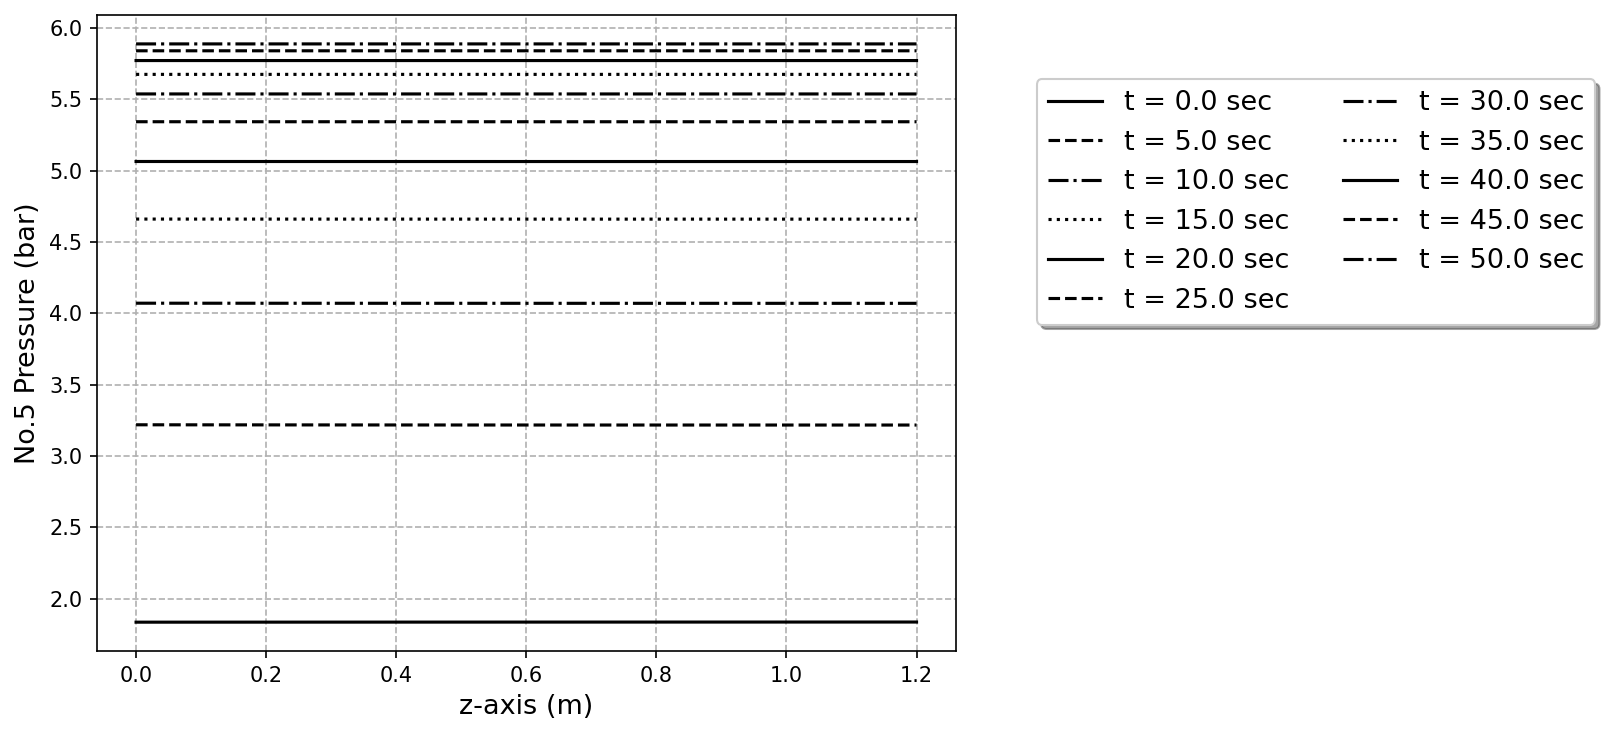 6.0
5.5
5.0
4.5
4.0
3.5
3.0
2.5
2.0
No.5 Pressure (bar)
0.0 0.2 0.4 0.6 0.8 1.0 1.2
z-axis (m)
t = 0.0 sec
t = 5.0 sec
t = 10.0 sec
t = 15.0 sec
t = 20.0 sec
t = 25.0 sec
t = 30.0 sec
t = 35.0 sec
t = 40.0 sec
t = 45.0 sec
t = 50.0 sec